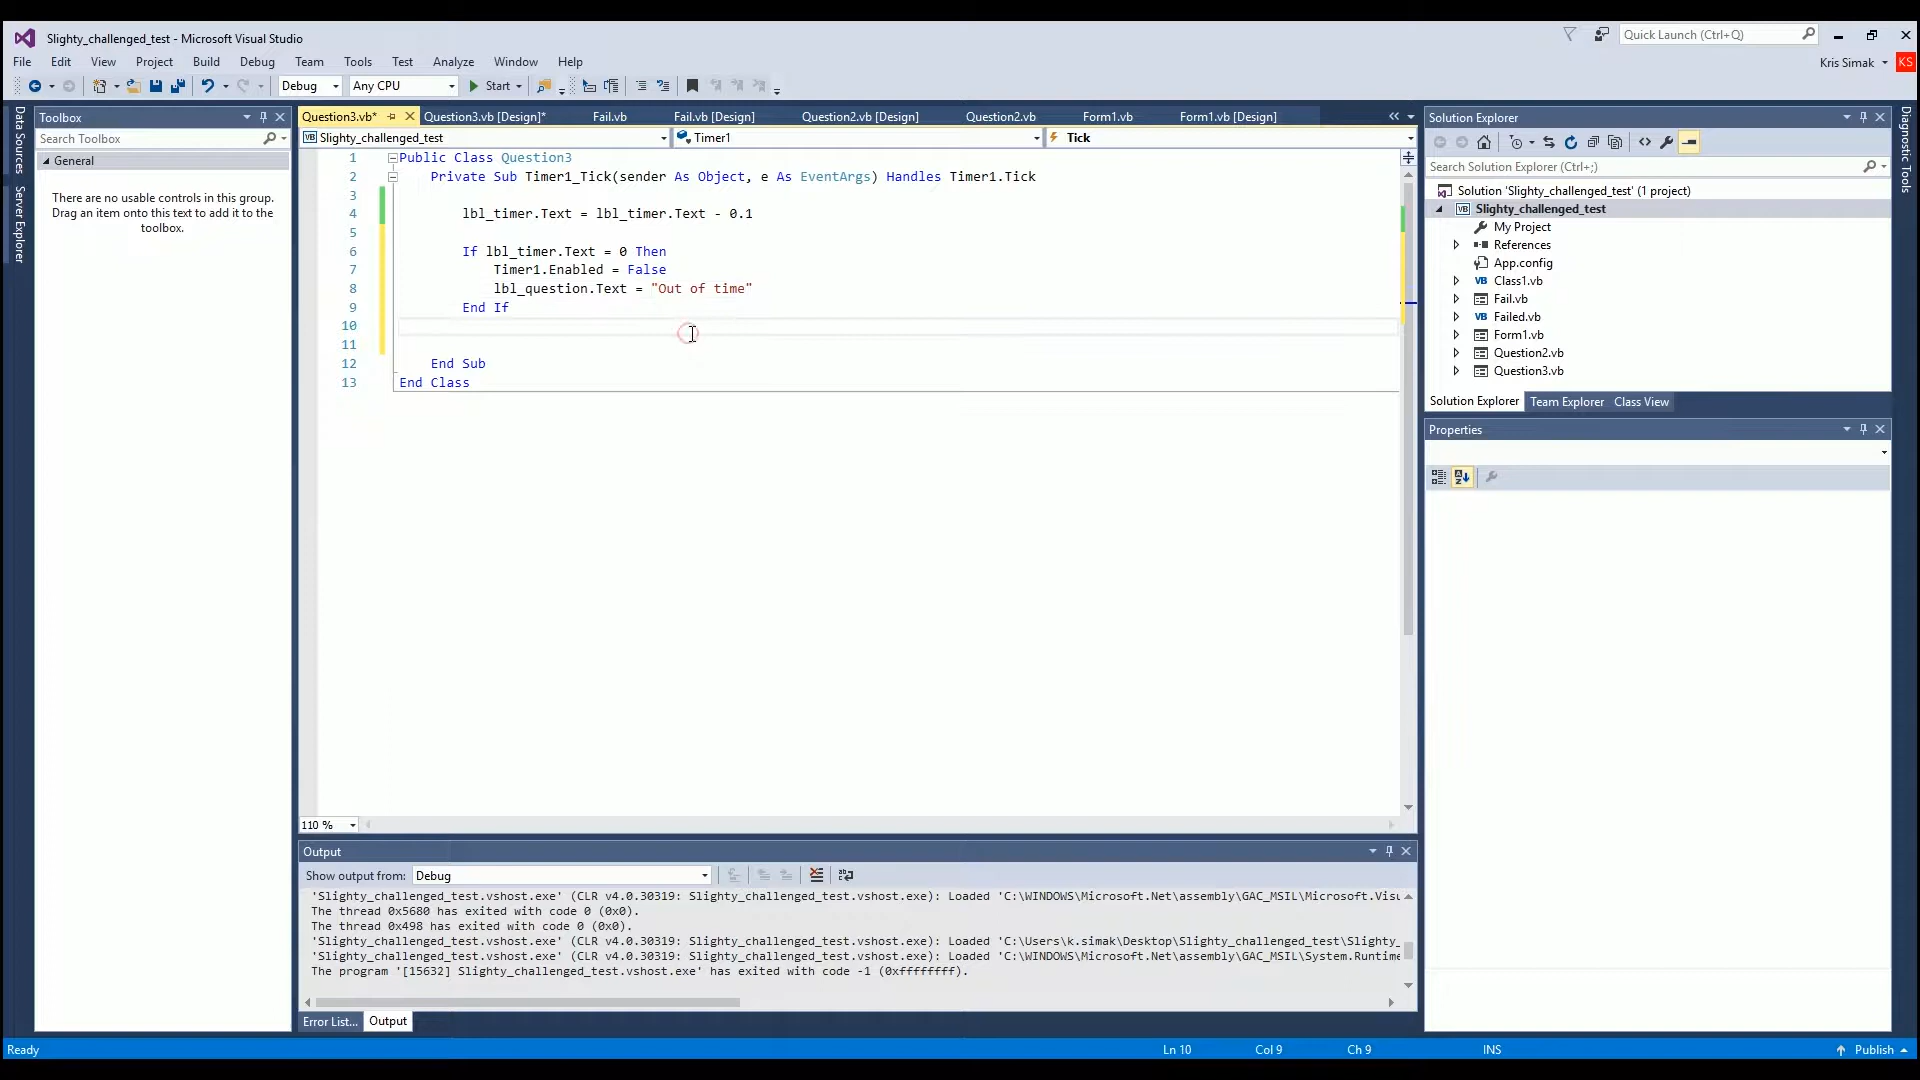 Slighty_challenged_test - Microsoft Visual Studio
Quick Launch (Ctrl+Q)
File Edit View Project Build Debug Team Tools Test Analyze Window Help
Kris Simak KS
Debug Any CPU Start
Data Sources
Server Explorer
Toolbox
Search Toolbox
General
There are no usable controls in this group.
Drag an item onto this text to add it to the
toolbox.
Question3.vb* Question3.vb [Design]* Fail.vb Fail.vb [Design] Question2.vb [Design] Question2.vb Form1.vb Form1.vb [Design]
VB Slighty_challenged_test Timer1 Tick
1 Public Class Question3
2 Private Sub Timer1_Tick(sender As Object, e As EventArgs) Handles Timer1.Tick
3
4 lbl_timer.Text = lbl_timer.Text - 0.1
5
6 If lbl_timer.Text = 0 Then
7 Timer1.Enabled = False
8 lbl_question.Text = "Out of time"
9 End If
10
11
12 End Sub
13 End Class
110 %
Output
Show output from: Debug
'Slighty_challenged_test.vshost.exe' (CLR v4.0.30319: Slighty_challenged_test.vshost.exe): Loaded 'C:\WINDOWS\Microsoft.Net\assembly\GAC_MSIL\Microsoft.Visu
The thread 0x5680 has exited with code 0 (0x0).
The thread 0x498 has exited with code 0 (0x0).
'Slighty_challenged_test.vshost.exe' (CLR v4.0.30319: Slighty_challenged_test.vshost.exe): Loaded 'C:\Users\k.simak\Desktop\Slighty_challenged_test\Slighty_
'Slighty_challenged_test.vshost.exe' (CLR v4.0.30319: Slighty_challenged_test.vshost.exe): Loaded 'C:\WINDOWS\Microsoft.Net\assembly\GAC_MSIL\System.Runtime
The program '[15632] Slighty_challenged_test.vshost.exe' has exited with code -1 (0xffffffff).
Error List... Output
Solution Explorer
Search Solution Explorer (Ctrl+;)
Solution 'Slighty_challenged_test' (1 project)
VB Slighty_challenged_test
My Project
References
App.config
VB Class1.vb
Fail.vb
VB Failed.vb
Form1.vb
Question2.vb
Question3.vb
Solution Explorer Team Explorer Class View
Properties
Diagnostic Tools
Ready Ln 10 Col 9 Ch 9 INS Publish